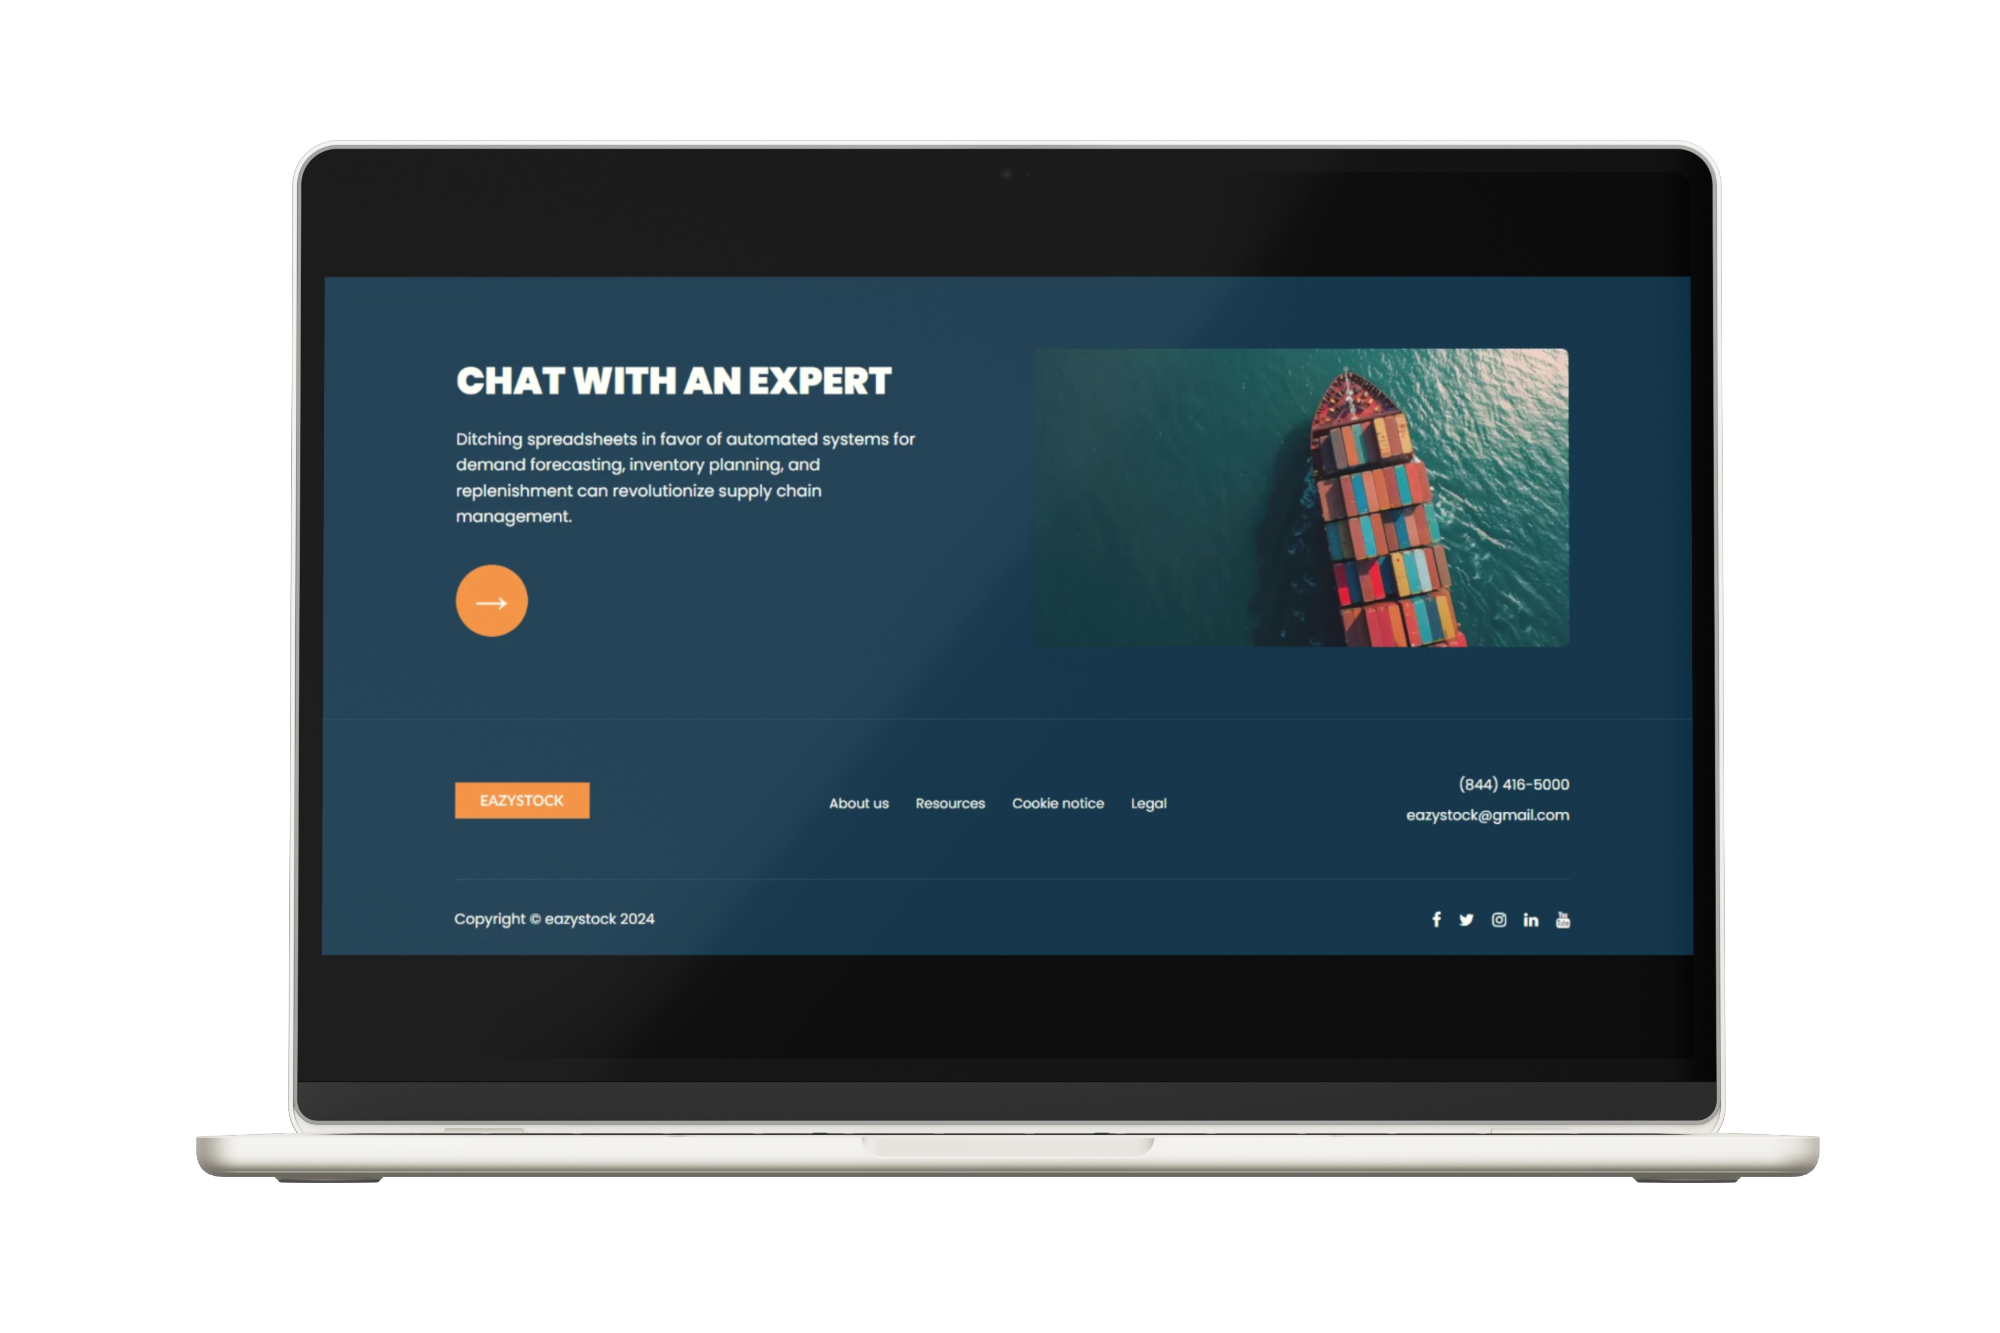 CHAT WITH AN EXPERT
Ditching spreadsheets in favor of automated systems for
demand forecasting, inventory planning, and
replenishment can revolutionize supply chain
management.
EAZYSTOCK
About us Resources Cookie notice Legal
(844) 416-5000
eazystock@gmail.com
Copyright © eazystock 2024